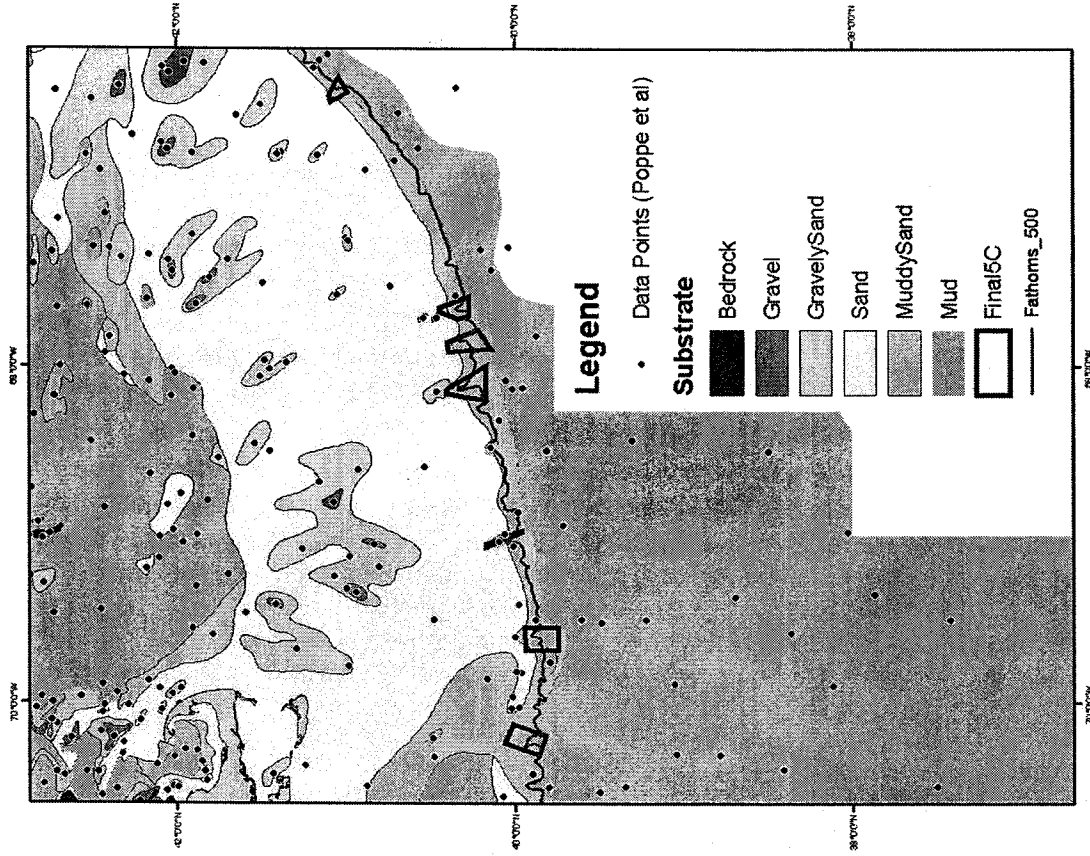 Legend
Data Points (Poppe et al)
Substrate
Bedrock
Gravel
GravelySand
Sand
MuddySand
Mud
Final5C
Fathoms_500